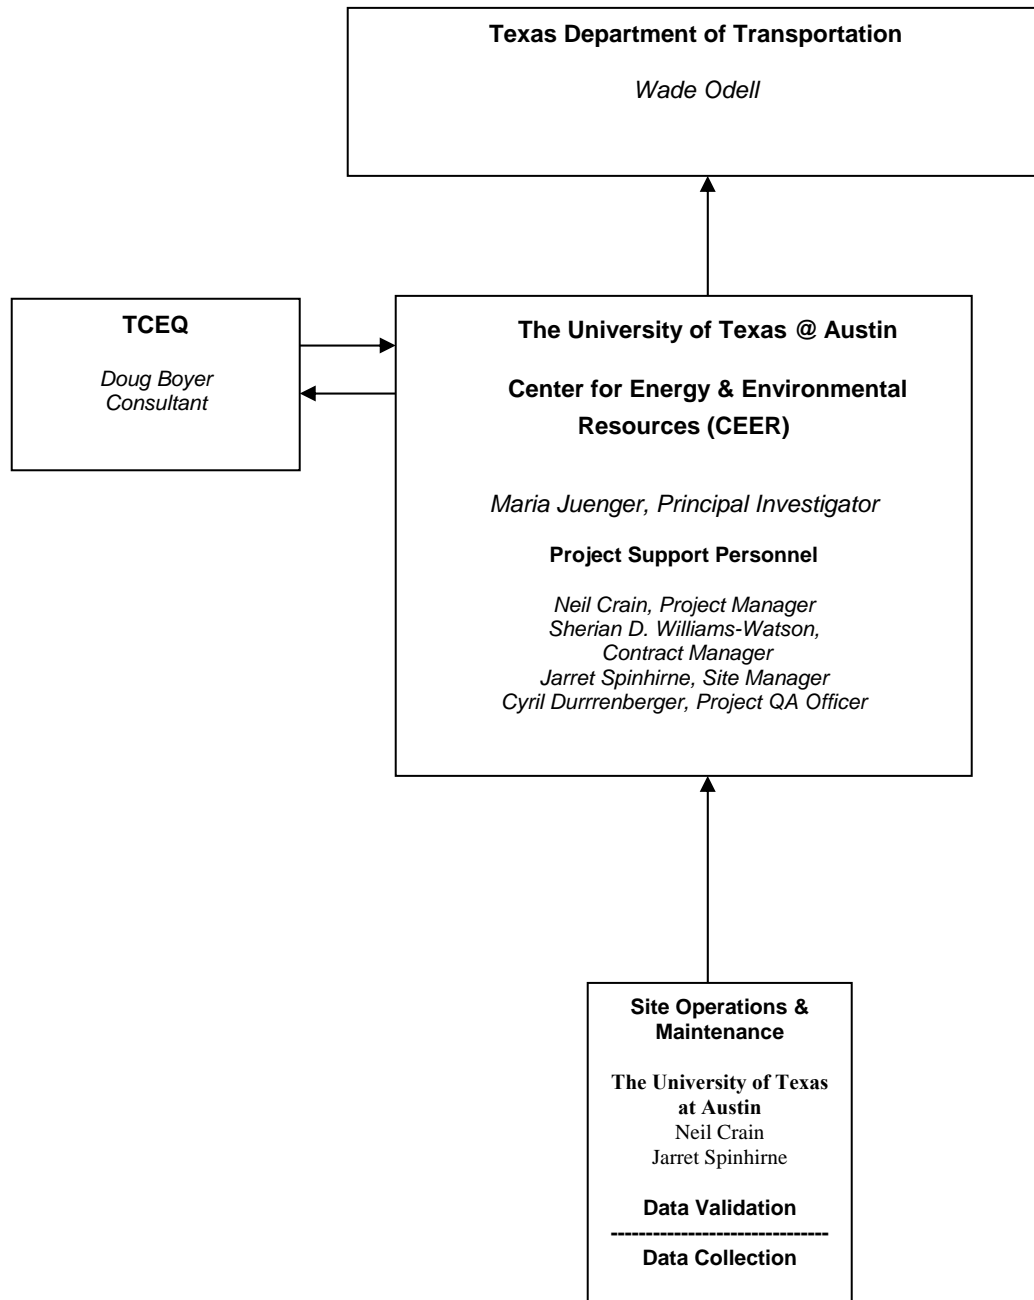 Texas Department of Transportation
Wade Odell
TCEQ
Doug Boyer
Consultant
The University of Texas @ Austin
Center for Energy & Environmental
Resources (CEER)
Maria Juenger, Principal Investigator
Project Support Personnel
Neil Crain, Project Manager
Sherian D. Williams-Watson,
Contract Manager
Jarret Spinhirne, Site Manager
Cyril Durrrenberger, Project QA Officer
Site Operations &
Maintenance
The University of Texas
at Austin
Neil Crain
Jarret Spinhirne
Data Validation
-------------------------------
Data Collection